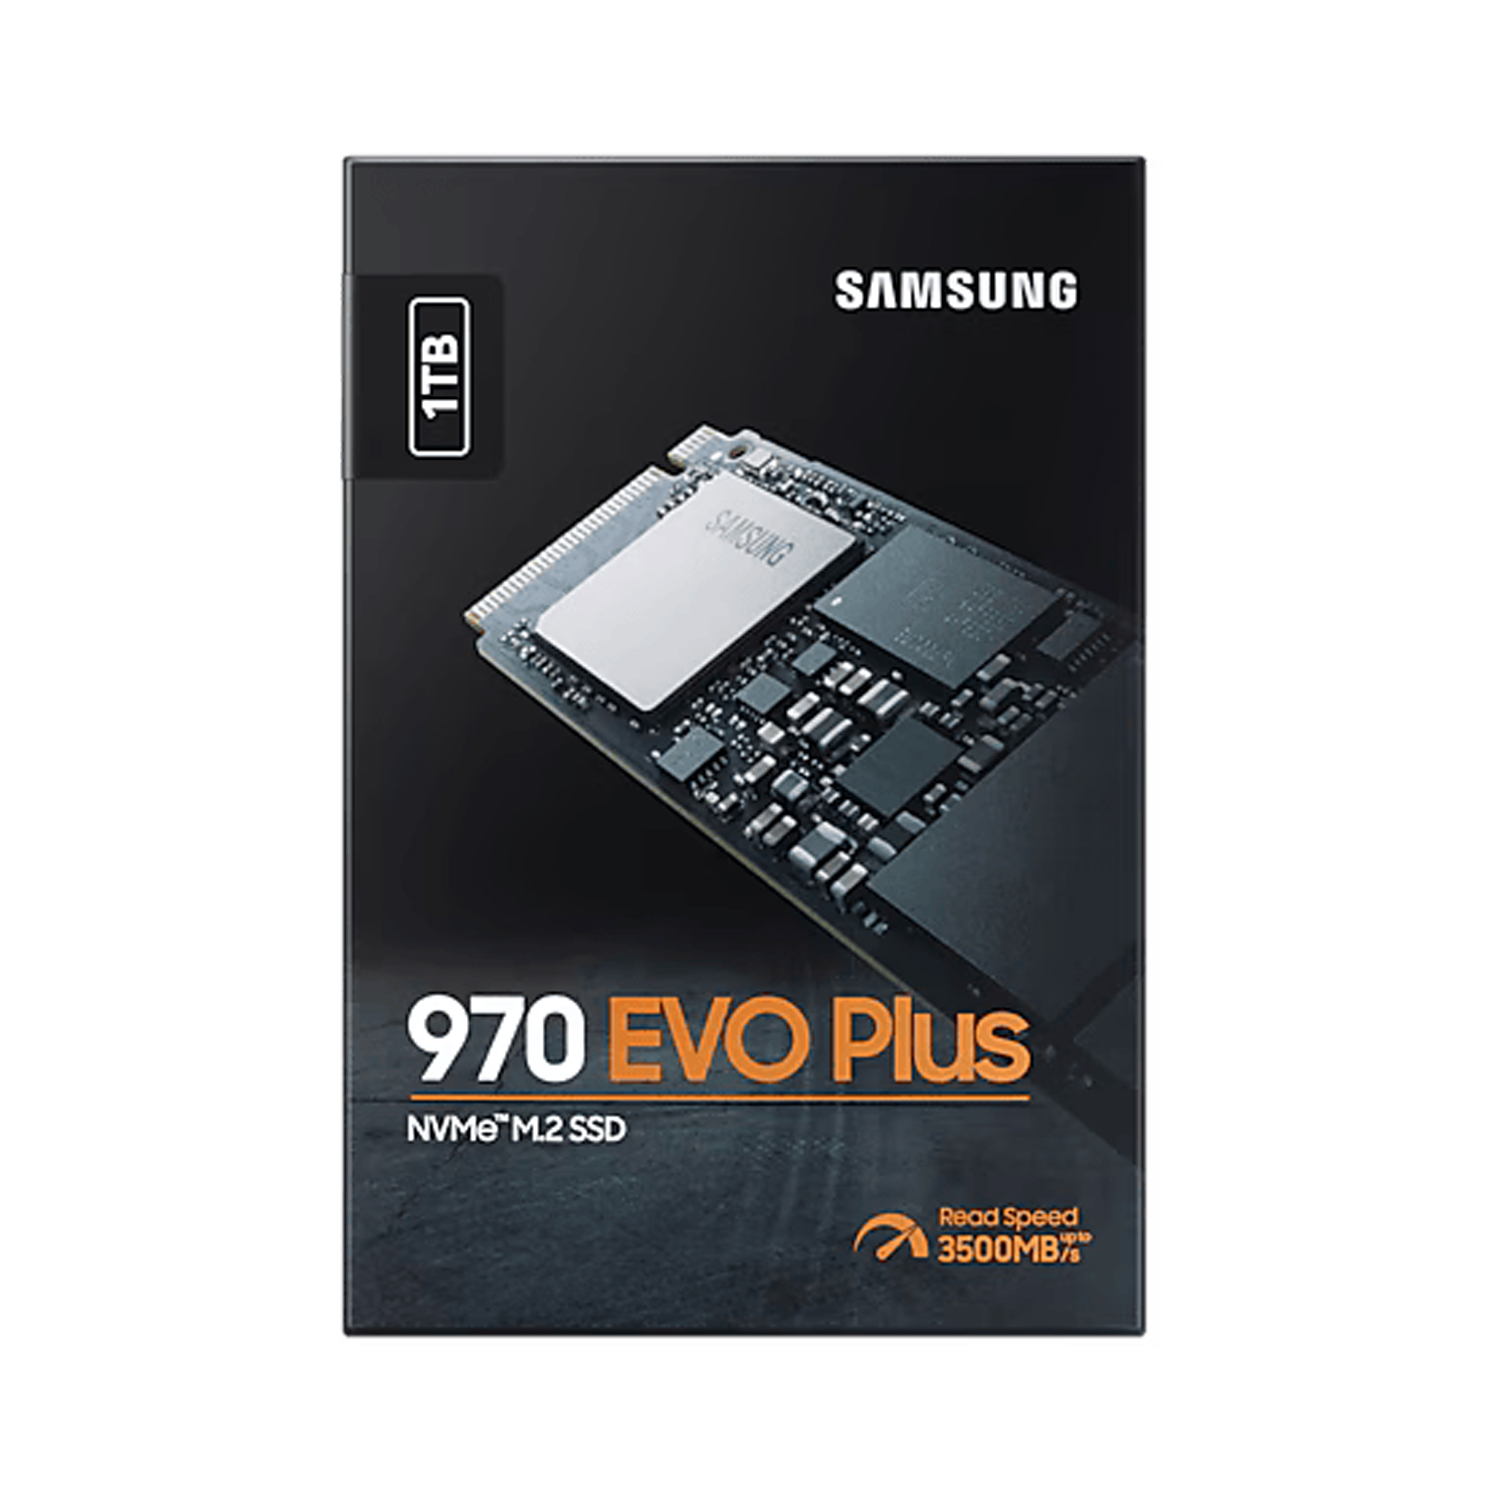 SAMSUNG
1TB
SAMSUNG
970 EVO Plus
NVMe™ M.2 SSD
Read Speed
up to
3500MB/s